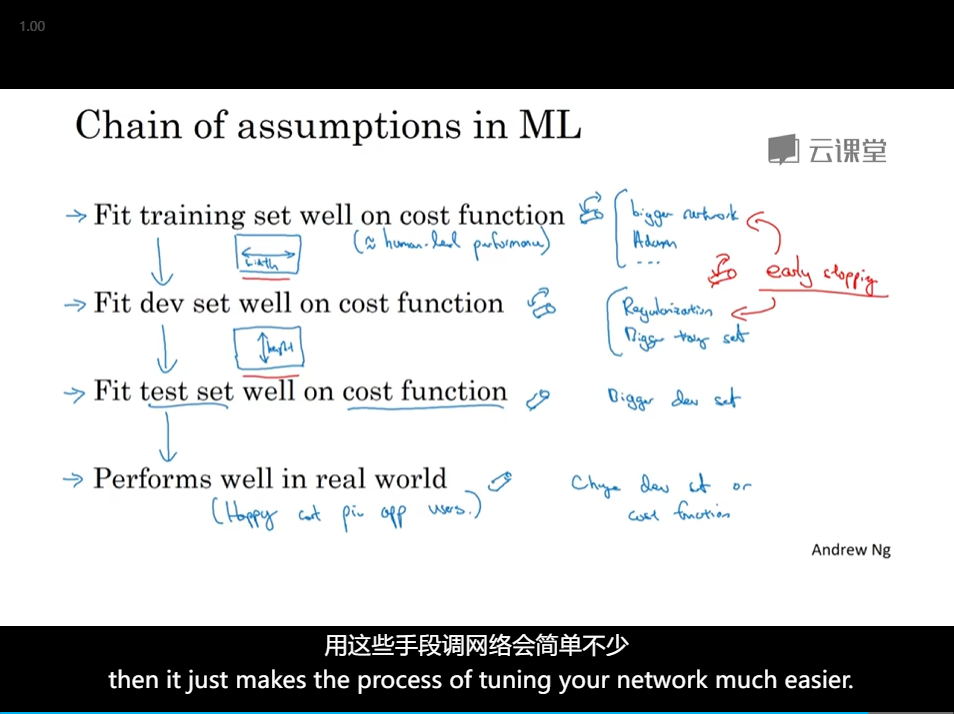 1.00
Chain of assumptions in ML
云课堂
→ Fit training set well on cost function
(≈ human-level performance)
bigger network
Adam
...
width
early stopping
→ Fit dev set well on cost function
Regularization
Bigger training set
height
→ Fit test set well on cost function
Bigger dev set
→ Performs well in real world
(Happy cat pic app users.)
Change dev set or
cost function
Andrew Ng
用这些手段调网络会简单不少
then it just makes the process of tuning your network much easier.